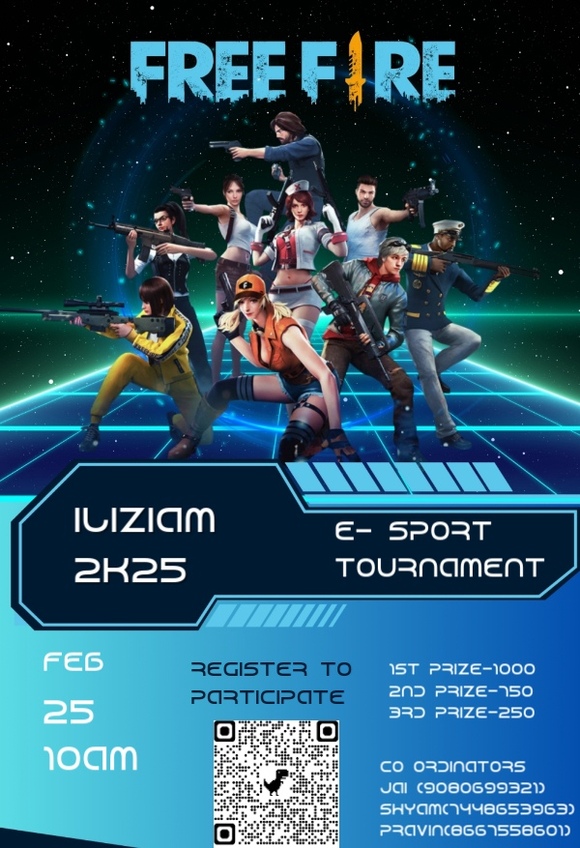 FREE FIRE
ILIZIAM
2K25
E- SPORT
TOURNAMENT
FEB
25
10AM
REGISTER TO
PARTICIPATE
1ST PRIZE-1000
2ND PRIZE-750
3RD PRIZE-250
CO ORDINATORS
JAI (9080699321)
SHYAM(7448653963)
PRAVIN(8667558601)